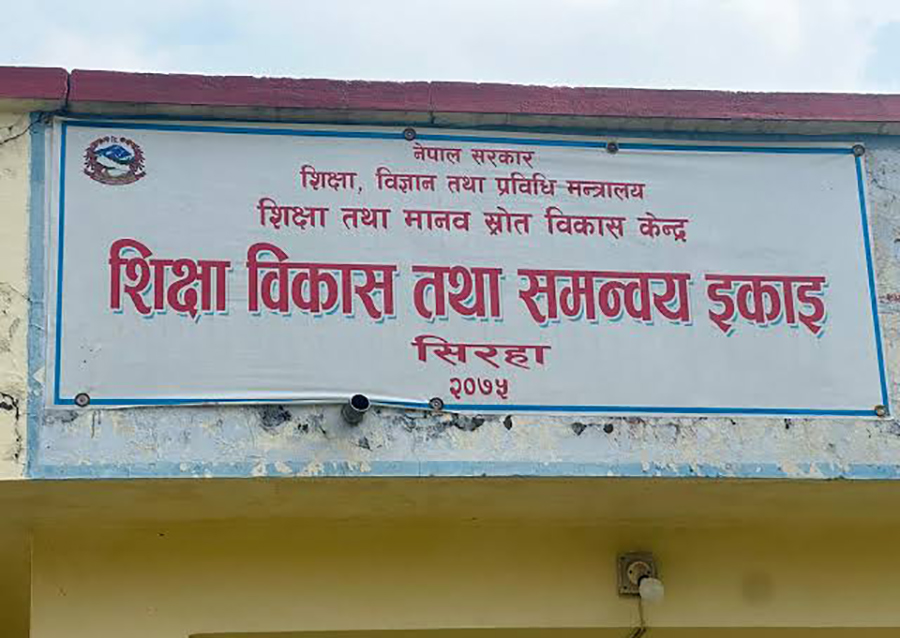 नेपाल सरकार
शिक्षा, विज्ञान तथा प्रविधि मन्त्रालय
शिक्षा तथा मानव स्रोत विकास केन्द्र
शिक्षा विकास तथा समन्वय इकाइ
सिरहा
२०७५